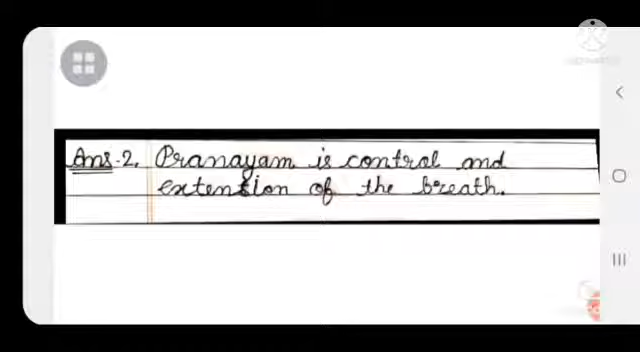 Ans-2. Pranayam is control and
extension of the breath.